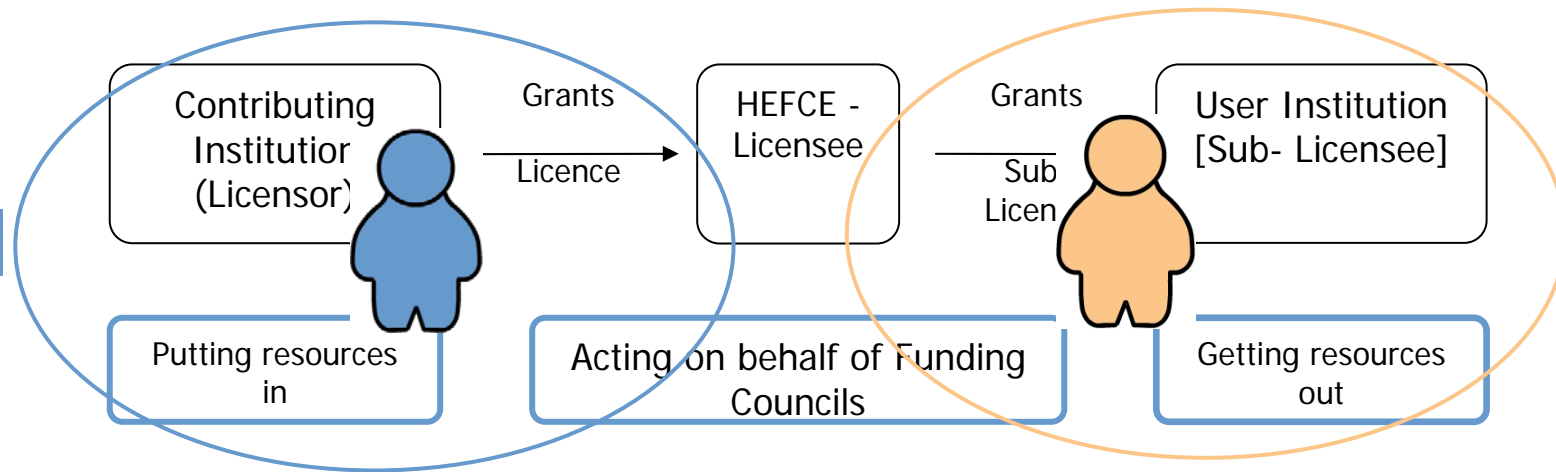 Contributing
Institution
(Licensor)
Grants
Licence
HEFCE -
Licensee
Grants
Sub
Licen
User Institution
[Sub- Licensee]
Putting resources
in
Acting on behalf of Funding
Councils
Getting resources
out